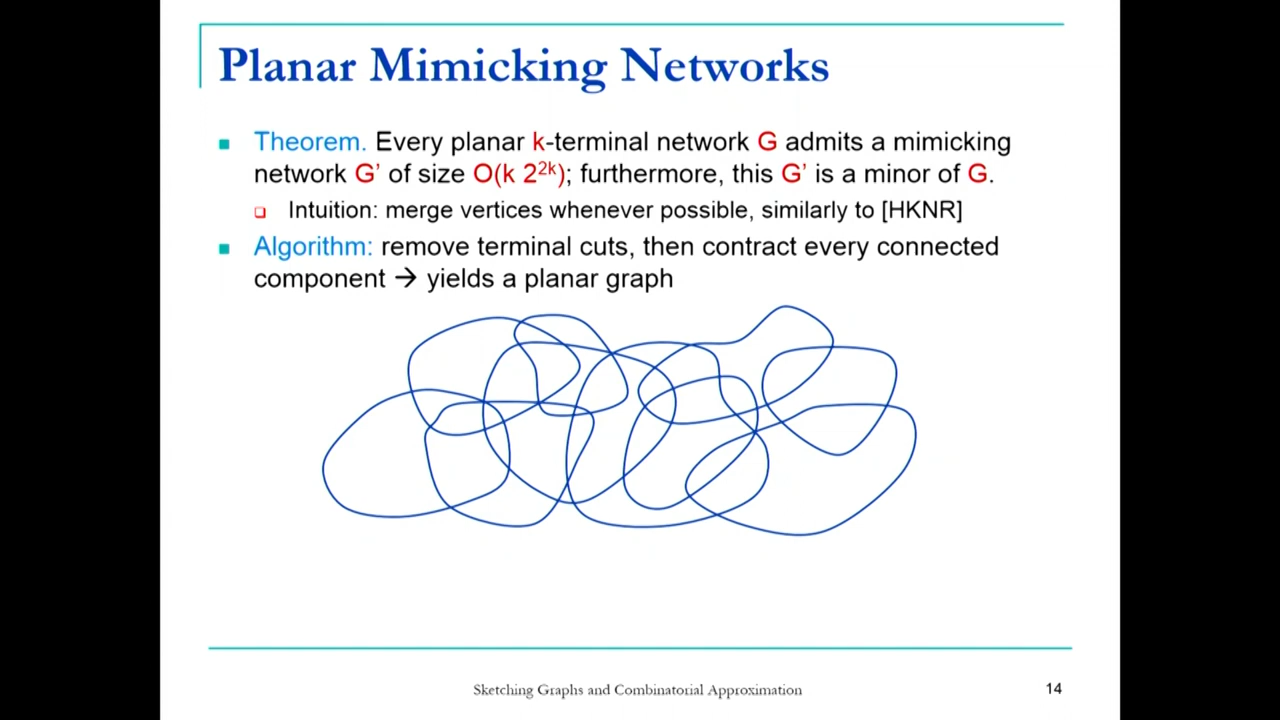 Planar Mimicking Networks
Theorem. Every planar k-terminal network G admits a mimicking
network G’ of size O(k 2²ᵏ); furthermore, this G’ is a minor of G.
Intuition: merge vertices whenever possible, similarly to [HKNR]
Algorithm: remove terminal cuts, then contract every connected
component → yields a planar graph
Sketching Graphs and Combinatorial Approximation
14